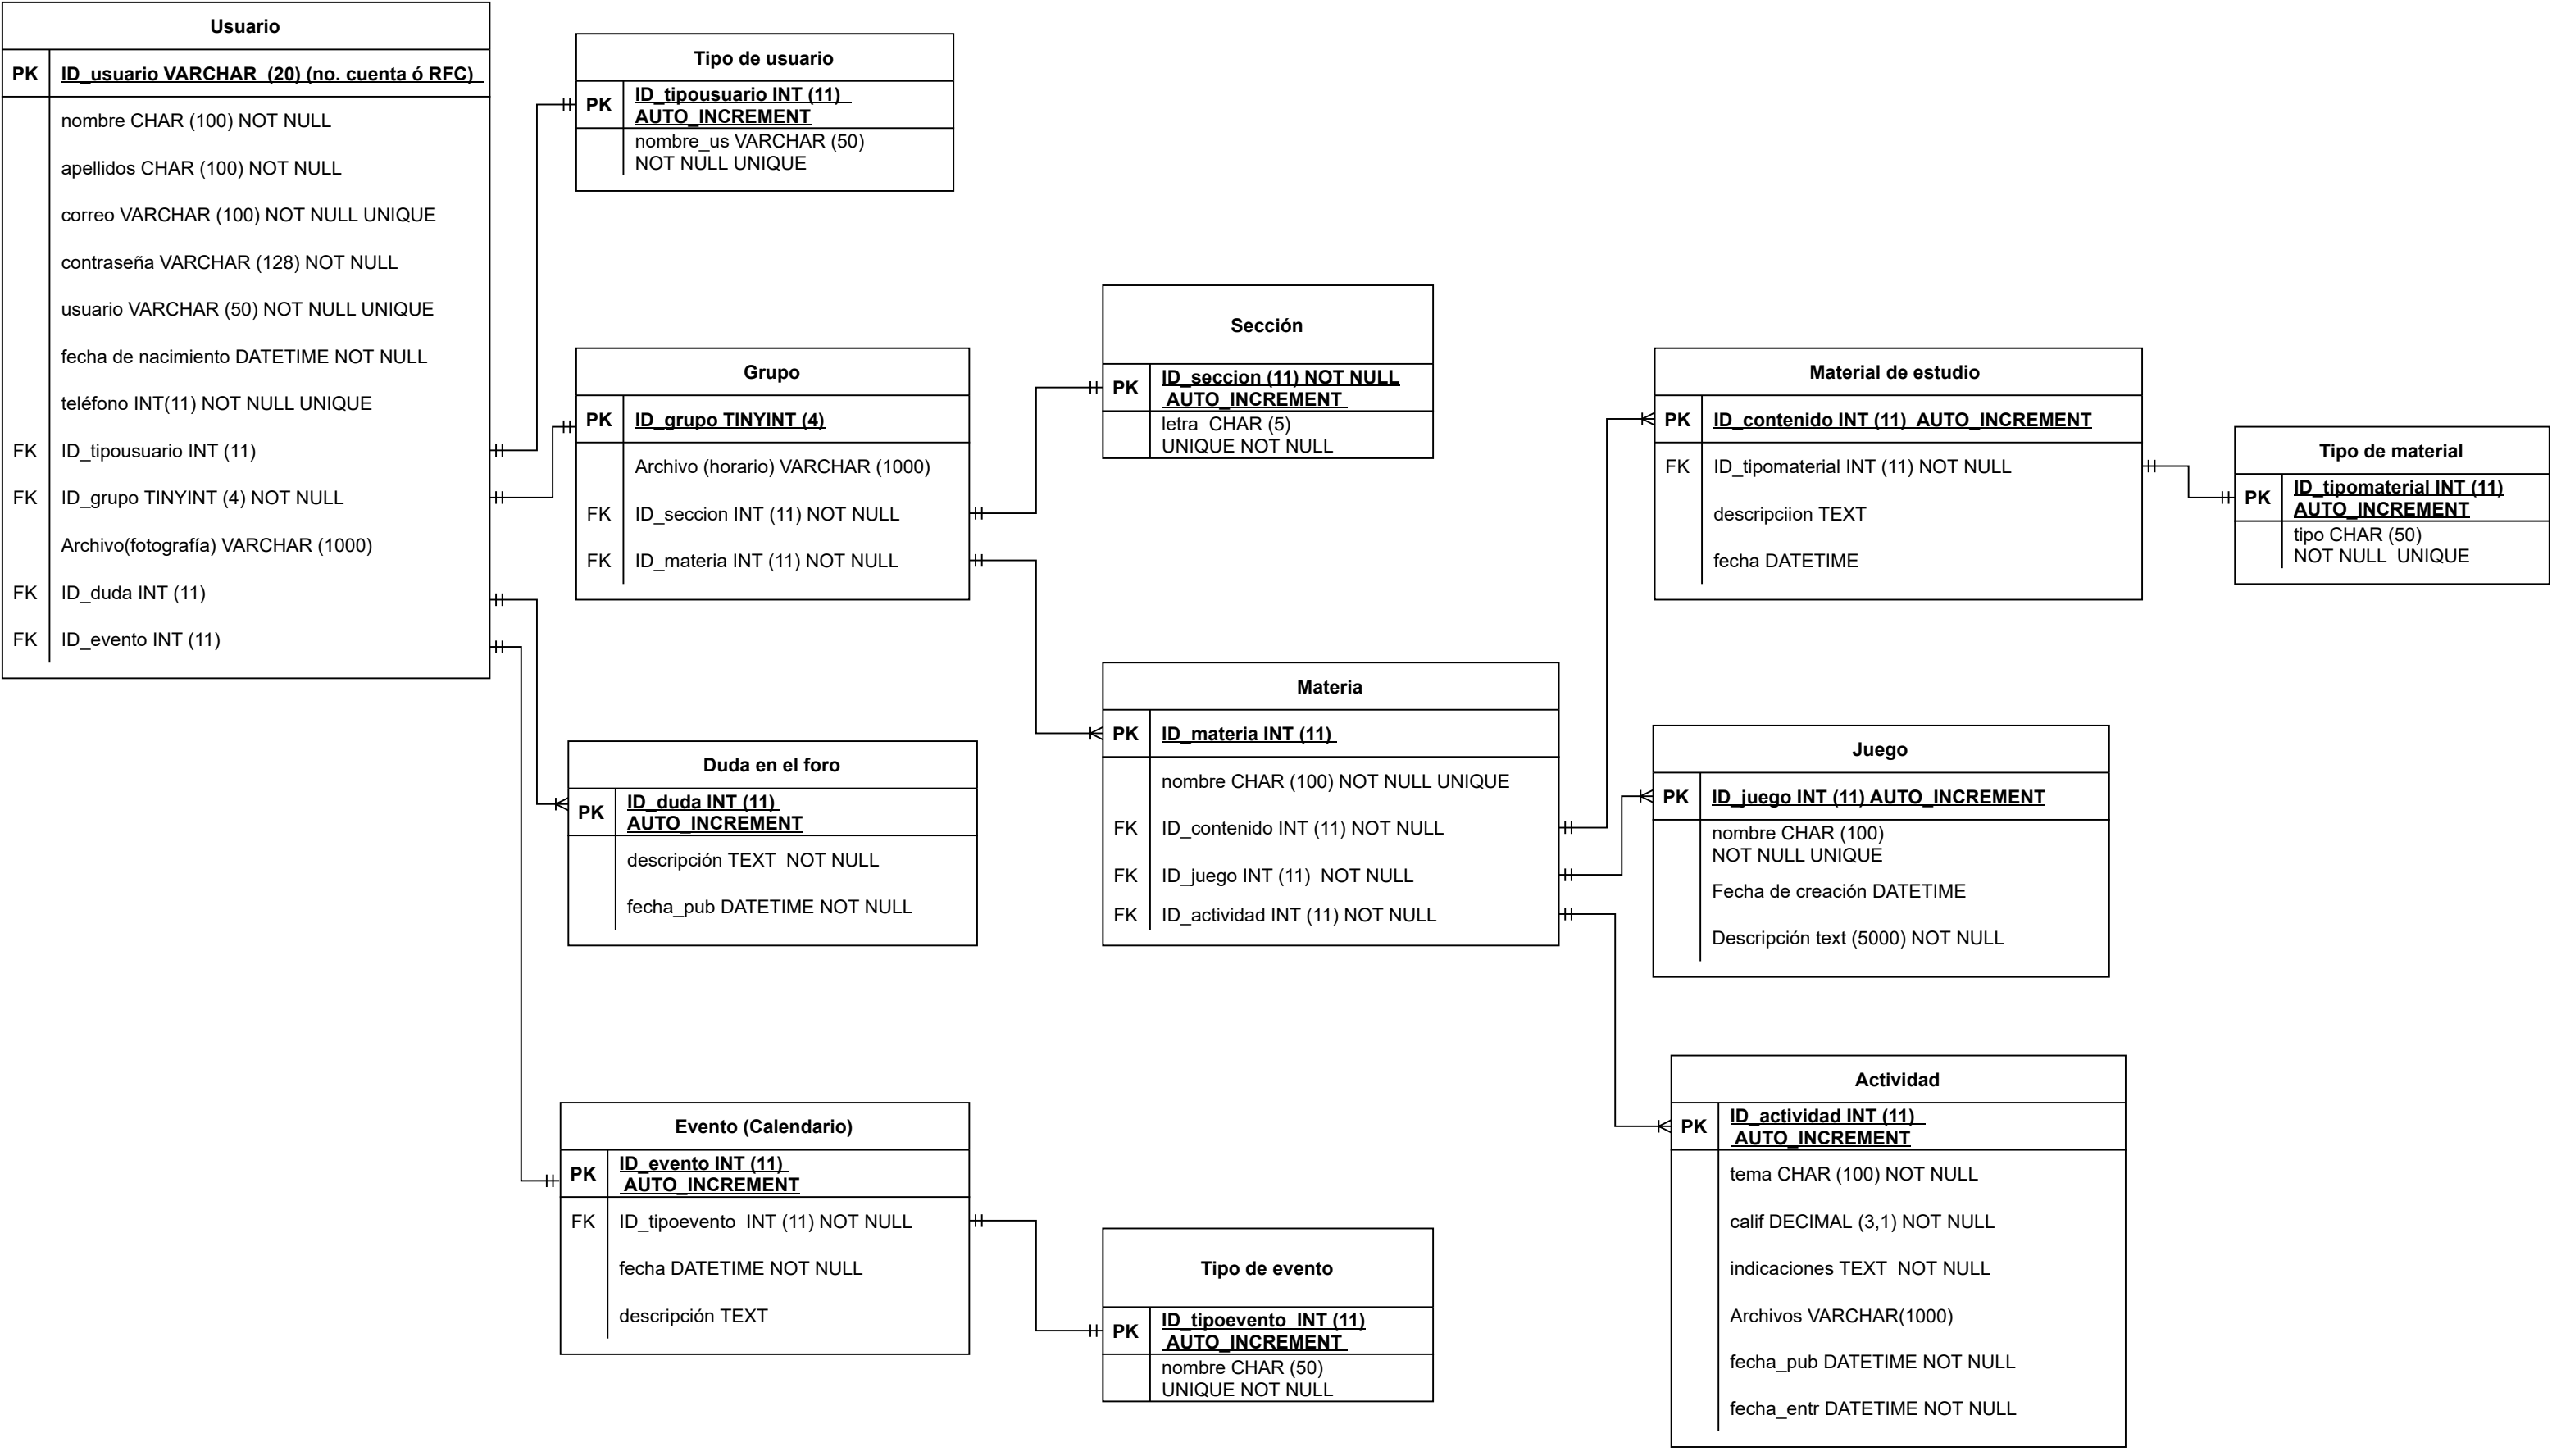 Usuario
PK ID_usuario VARCHAR (20) (no. cuenta ó RFC)
nombre CHAR (100) NOT NULL
apellidos CHAR (100) NOT NULL
correo VARCHAR (100) NOT NULL UNIQUE
contraseña VARCHAR (128) NOT NULL
usuario VARCHAR (50) NOT NULL UNIQUE
fecha de nacimiento DATETIME NOT NULL
teléfono INT(11) NOT NULL UNIQUE
FK ID_tipousuario INT (11)
FK ID_grupo TINYINT (4) NOT NULL
Archivo(fotografía) VARCHAR (1000)
FK ID_duda INT (11)
FK ID_evento INT (11)
Tipo de usuario
PK ID_tipousuario INT (11)
AUTO_INCREMENT
nombre_us VARCHAR (50)
NOT NULL UNIQUE
Grupo
PK ID_grupo TINYINT (4)
Archivo (horario) VARCHAR (1000)
FK ID_seccion INT (11) NOT NULL
FK ID_materia INT (11) NOT NULL
Sección
PK ID_seccion (11) NOT NULL
AUTO_INCREMENT
letra CHAR (5)
UNIQUE NOT NULL
Material de estudio
PK ID_contenido INT (11) AUTO_INCREMENT
FK ID_tipomaterial INT (11) NOT NULL
descripciion TEXT
fecha DATETIME
Tipo de material
PK ID_tipomaterial INT (11)
AUTO_INCREMENT
tipo CHAR (50)
NOT NULL UNIQUE
Duda en el foro
PK ID_duda INT (11)
AUTO_INCREMENT
descripción TEXT NOT NULL
fecha_pub DATETIME NOT NULL
Materia
PK ID_materia INT (11)
nombre CHAR (100) NOT NULL UNIQUE
FK ID_contenido INT (11) NOT NULL
FK ID_juego INT (11) NOT NULL
FK ID_actividad INT (11) NOT NULL
Juego
PK ID_juego INT (11) AUTO_INCREMENT
nombre CHAR (100)
NOT NULL UNIQUE
Fecha de creación DATETIME
Descripción text (5000) NOT NULL
Evento (Calendario)
PK ID_evento INT (11)
AUTO_INCREMENT
FK ID_tipoevento INT (11) NOT NULL
fecha DATETIME NOT NULL
descripción TEXT
Tipo de evento
PK ID_tipoevento INT (11)
AUTO_INCREMENT
nombre CHAR (50)
UNIQUE NOT NULL
Actividad
PK ID_actividad INT (11)
AUTO_INCREMENT
tema CHAR (100) NOT NULL
calif DECIMAL (3,1) NOT NULL
indicaciones TEXT NOT NULL
Archivos VARCHAR(1000)
fecha_pub DATETIME NOT NULL
fecha_entr DATETIME NOT NULL